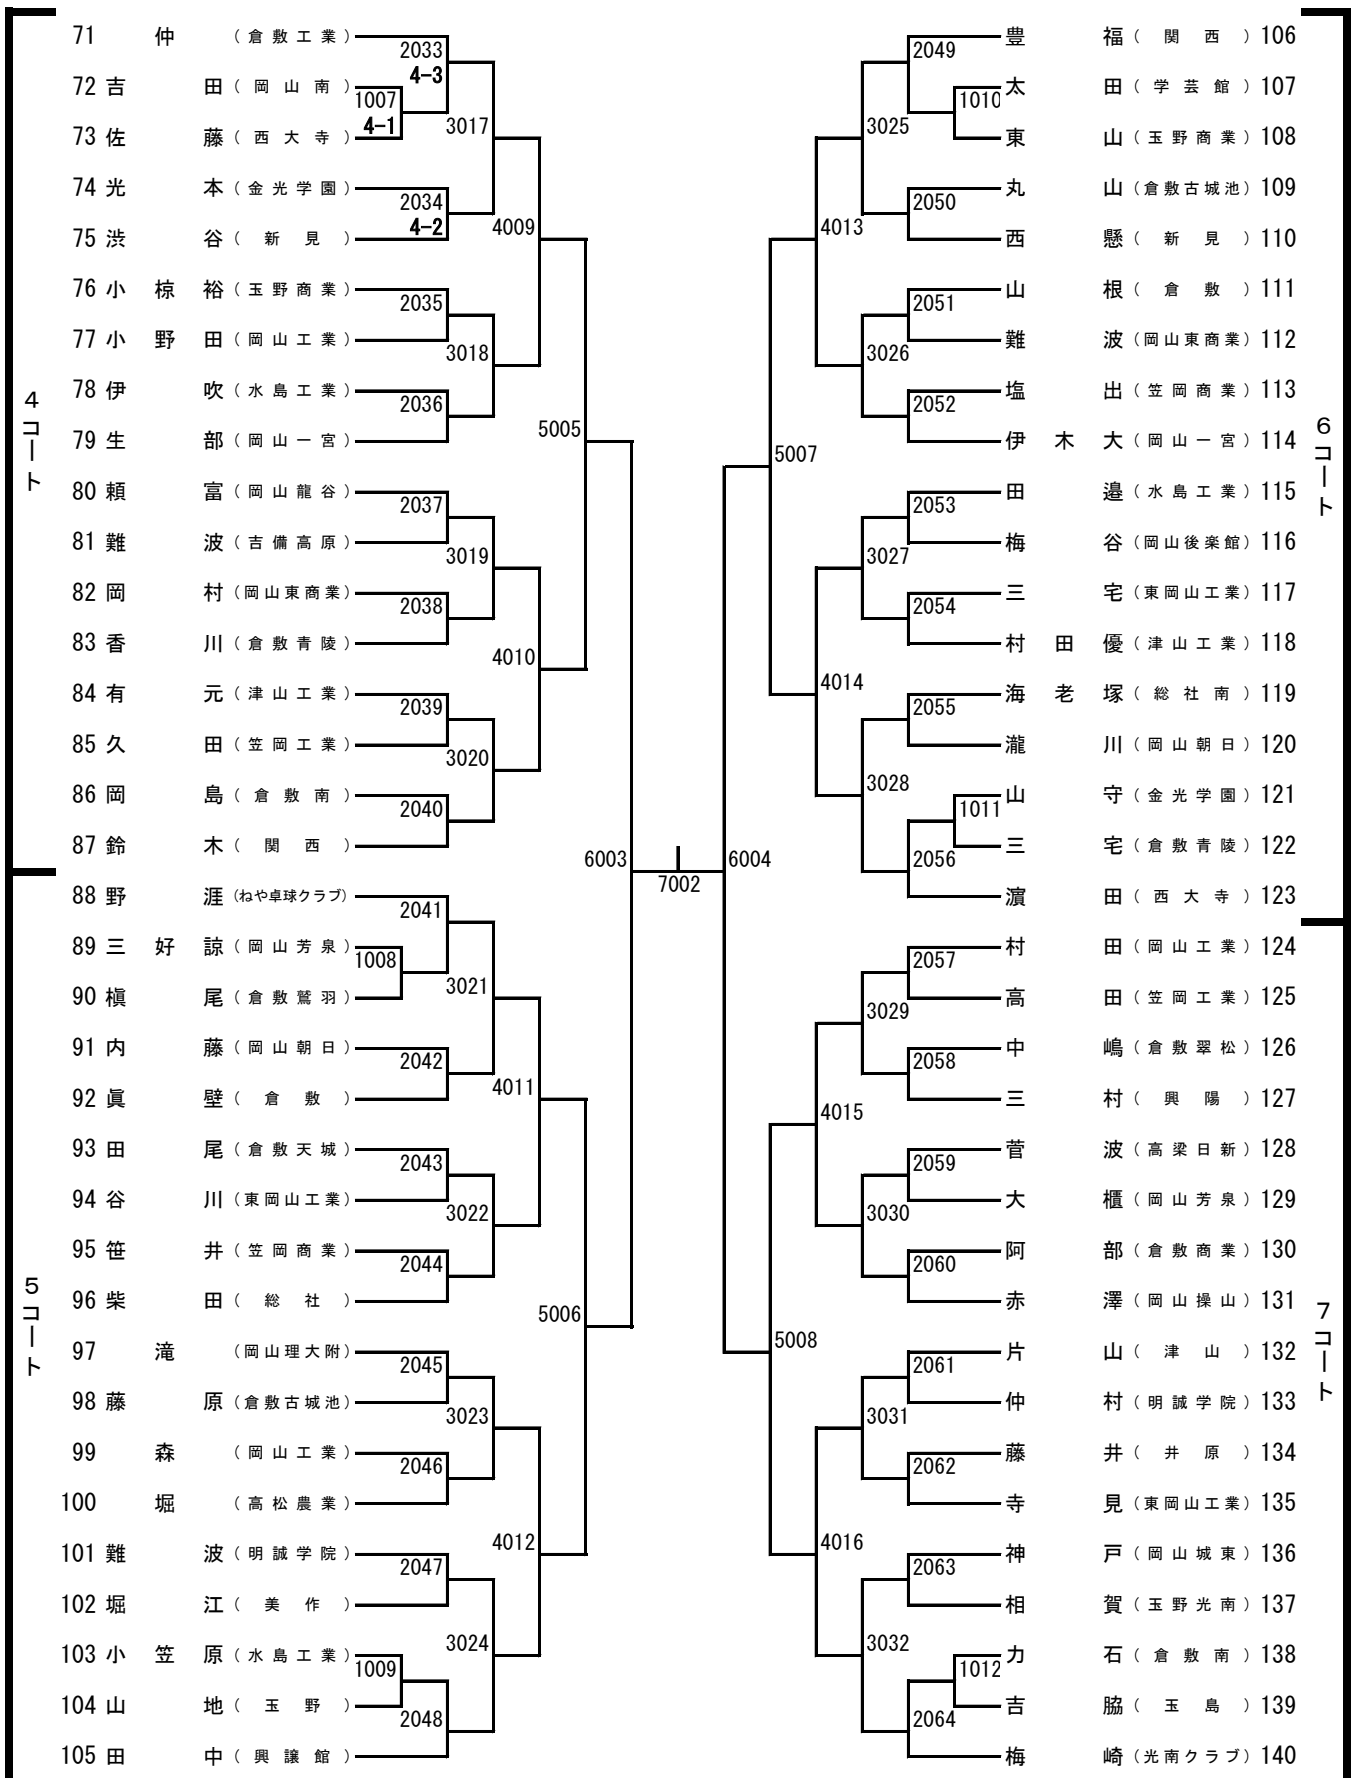 71 仲 (倉敷工業)
72 吉田 (岡山南)
73 佐藤 (西大寺)
74 光本 (金光学園)
75 渋谷 (新見)
76 小椋裕 (玉野商業)
77 小野田 (岡山工業)
78 伊吹 (水島工業)
79 生部 (岡山一宮)
80 頼富 (岡山龍谷)
81 難波 (吉備高原)
82 岡村 (岡山東商業)
83 香川 (倉敷青陵)
84 有元 (津山工業)
85 久田 (笠岡工業)
86 岡島 (倉敷南)
87 鈴木 (関西)
4コート
88 野涯 (ねや卓球クラブ)
89 三好諒 (岡山芳泉)
90 槇尾 (倉敷鷲羽)
91 内藤 (岡山朝日)
92 眞壁 (倉敷)
93 田尾 (倉敷天城)
94 谷川 (東岡山工業)
95 笹井 (笠岡商業)
96 柴田 (総社)
97 滝 (岡山理大附)
98 藤原 (倉敷古城池)
99 森 (岡山工業)
100 堀 (高松農業)
101 難波 (明誠学院)
102 堀江 (美作)
103 小笠原 (水島工業)
104 山地 (玉野)
105 田中 (興譲館)
5コート
1007
4-1
1008
1009
2033
4-3
2034
4-2
2035
2036
2037
2038
2039
2040
2041
2042
2043
2044
2045
2046
2047
2048
3017
3018
3019
3020
3021
3022
3023
3024
4009
4010
4011
4012
5005
5006
6003
7002
6004
5007
5008
4013
4014
4015
4016
3025
3026
3027
3028
3029
3030
3031
3032
2049
2050
2051
2052
2053
2054
2055
2056
2057
2058
2059
2060
2061
2062
2063
2064
1010
1011
1012
豊福 (関西) 106
太田 (学芸館) 107
東山 (玉野商業) 108
丸山 (倉敷古城池) 109
西懸 (新見) 110
山根 (倉敷) 111
難波 (岡山東商業) 112
塩出 (笠岡商業) 113
伊木大 (岡山一宮) 114
田邉 (水島工業) 115
梅谷 (岡山後楽館) 116
三宅 (東岡山工業) 117
村田優 (津山工業) 118
海老塚 (総社南) 119
瀧川 (岡山朝日) 120
山守 (金光学園) 121
三宅 (倉敷青陵) 122
濵田 (西大寺) 123
6コート
村田 (岡山工業) 124
高田 (笠岡工業) 125
中嶋 (倉敷翠松) 126
三村 (興陽) 127
菅波 (高梁日新) 128
大櫃 (岡山芳泉) 129
阿部 (倉敷商業) 130
赤澤 (岡山操山) 131
片山 (津山) 132
仲村 (明誠学院) 133
藤井 (井原) 134
寺見 (東岡山工業) 135
神戸 (岡山城東) 136
相賀 (玉野光南) 137
力石 (倉敷南) 138
吉脇 (玉島) 139
梅崎 (光南クラブ) 140
7コート